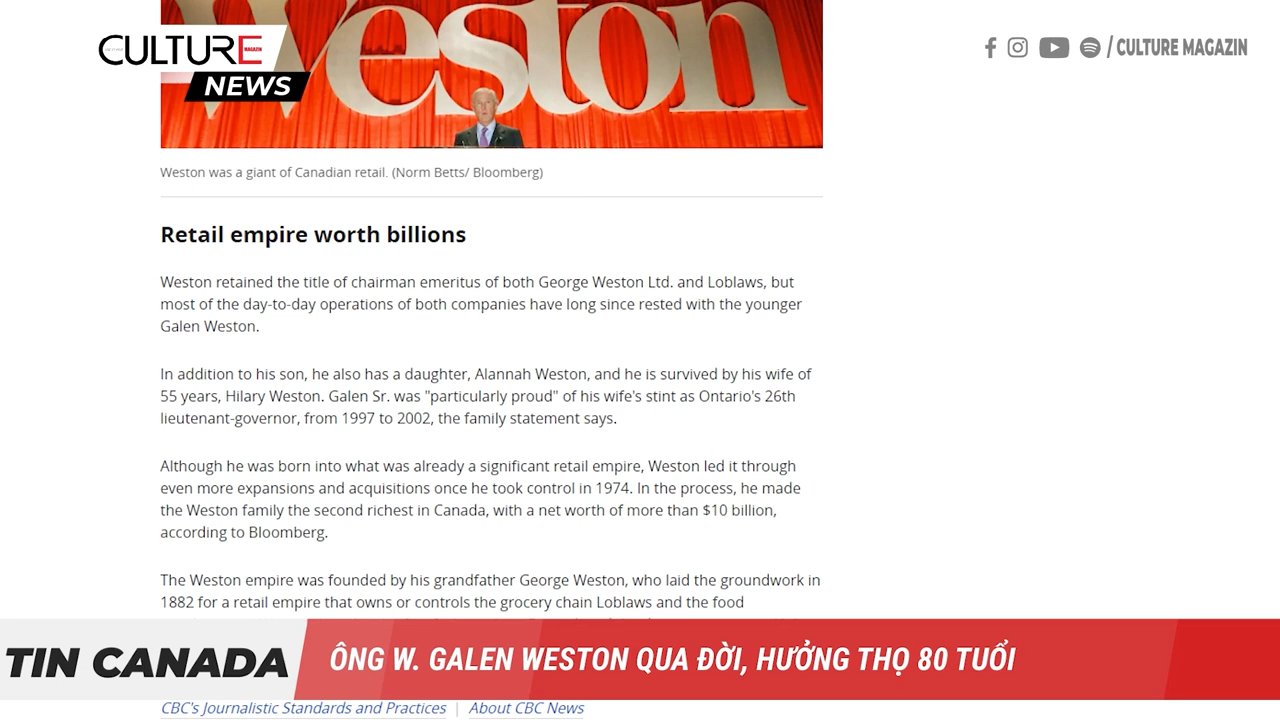 Weston
CULTURE
MAGAZIN
NEWS
/ CULTURE MAGAZIN
Weston was a giant of Canadian retail. (Norm Betts/ Bloomberg)
Retail empire worth billions
Weston retained the title of chairman emeritus of both George Weston Ltd. and Loblaws, but
most of the day-to-day operations of both companies have long since rested with the younger
Galen Weston.
In addition to his son, he also has a daughter, Alannah Weston, and he is survived by his wife of
55 years, Hilary Weston. Galen Sr. was "particularly proud" of his wife's stint as Ontario's 26th
lieutenant-governor, from 1997 to 2002, the family statement says.
Although he was born into what was already a significant retail empire, Weston led it through
even more expansions and acquisitions once he took control in 1974. In the process, he made
the Weston family the second richest in Canada, with a net worth of more than $10 billion,
according to Bloomberg.
The Weston empire was founded by his grandfather George Weston, who laid the groundwork in
1882 for a retail empire that owns or controls the grocery chain Loblaws and the food
TIN CANADA
ÔNG W. GALEN WESTON QUA ĐỜI, HƯỞNG THỌ 80 TUỔI
CBC's Journalistic Standards and Practices | About CBC News